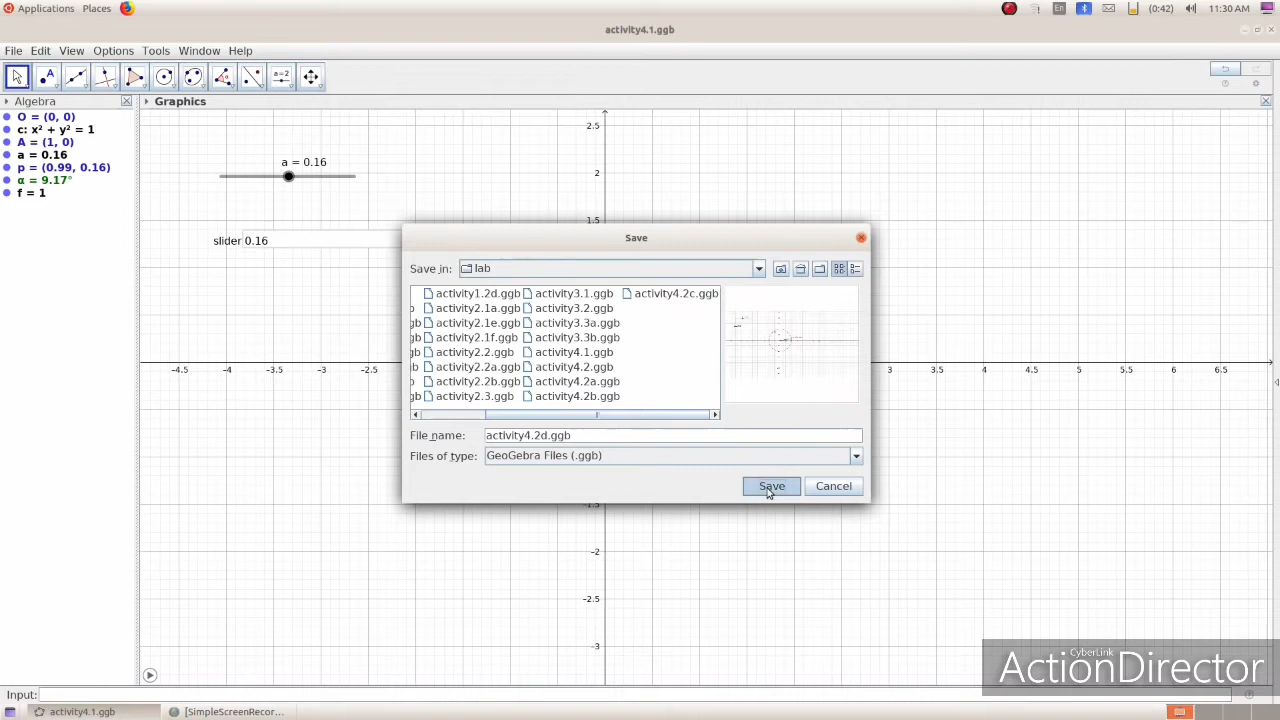 Applications Places En (0:42) 11:30 AM
activity4.1.ggb
File Edit View Options Tools Window Help
A a=2
Algebra
Graphics
O = (0, 0)
c: x² + y² = 1
A = (1, 0)
a = 0.16
p = (0.99, 0.16)
α = 9.17°
f = 1
a = 0.16
slider 0.16
2.5
2
1.5
-4.5 -4 -3.5 -3 -2.5 3 3.5 4 4.5 5 5.5 6 6.5
-1.5
-2
-2.5
-3
Save
Save in: lab
activity1.2d.ggb activity3.1.ggb activity4.2c.ggb
activity2.1a.ggb activity3.2.ggb
activity2.1e.ggb activity3.3a.ggb
activity2.1f.ggb activity3.3b.ggb
activity2.2.ggb activity4.1.ggb
activity2.2a.ggb activity4.2.ggb
activity2.2b.ggb activity4.2a.ggb
activity2.3.ggb activity4.2b.ggb
File name: activity4.2d.ggb
Files of type: GeoGebra Files (.ggb)
Save Cancel
CyberLink
ActionDirector
Input:
activity4.1.ggb [SimpleScreenRecor...